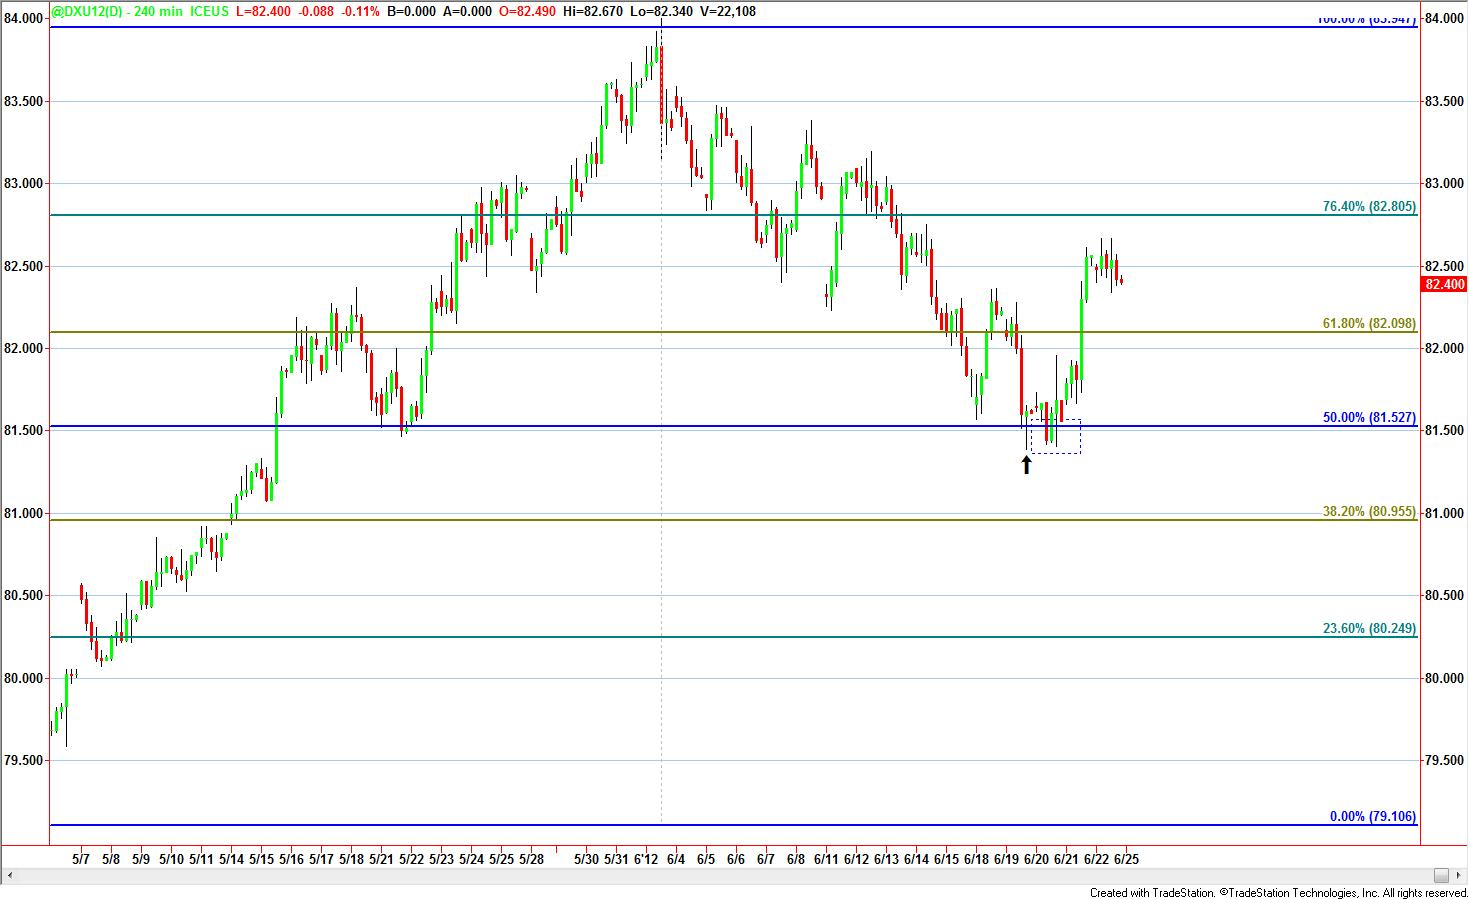 @DXU12(D) - 240 min ICEUS L=82.400 -0.088 -0.11% B=0.000 A=0.000 O=82.490 Hi=82.670 Lo=82.340 V=22,108
84.000 100.00% (83.947) 84.000
83.500 83.500
83.000 83.000
76.40% (82.805)
82.500 82.500
82.400
61.80% (82.098)
82.000 82.000
50.00% (81.527)
81.500 81.500
81.000 38.20% (80.955) 81.000
80.500 80.500
23.60% (80.249)
80.000 80.000
79.500 79.500
0.00% (79.106)
5/7 5/8 5/9 5/10 5/11 5/14 5/15 5/16 5/17 5/18 5/21 5/22 5/23 5/24 5/25 5/28 5/30 5/31 6'12 6/4 6/5 6/6 6/7 6/8 6/11 6/12 6/13 6/14 6/15 6/18 6/19 6/20 6/21 6/22 6/25
Created with TradeStation. ©TradeStation Technologies, Inc. All rights reserved.